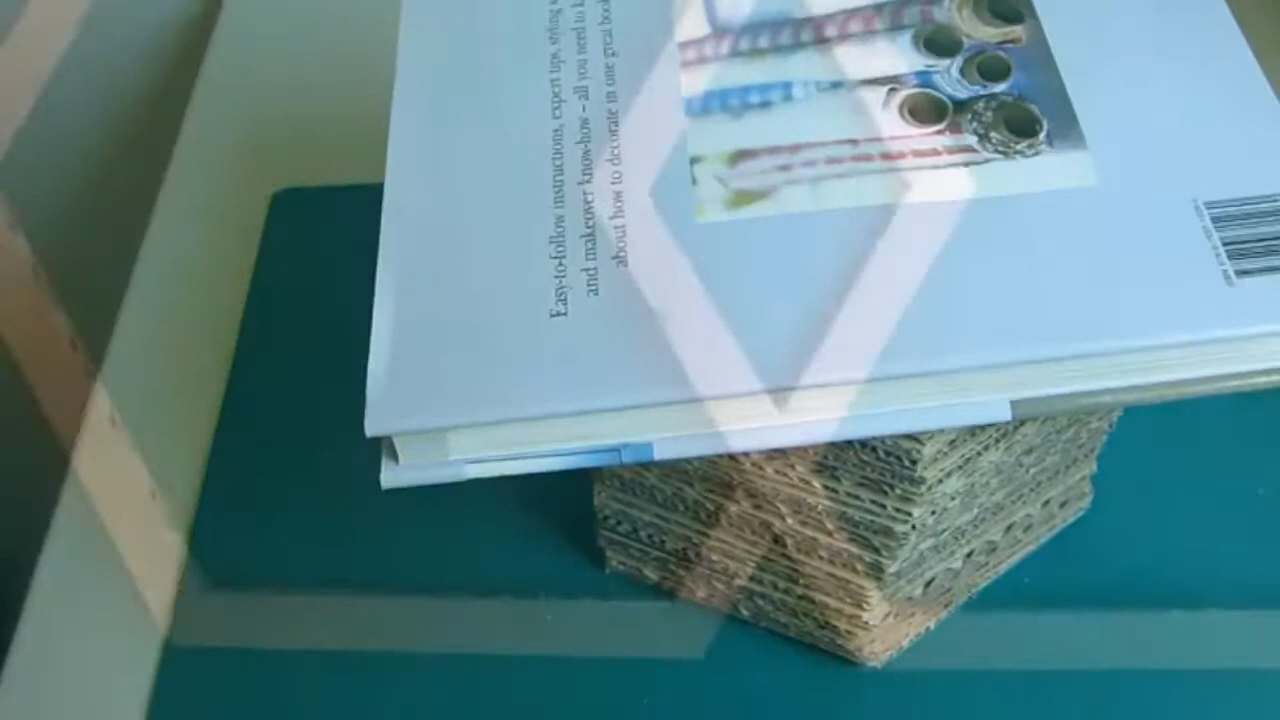 Easy-to-follow instructions, expert tips, styling
and makeover know-how – all you need to
about how to decorate in one great book